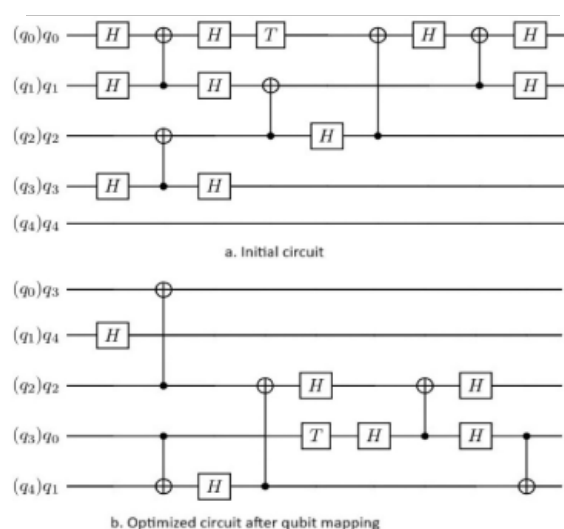 (q₀)q₀ H H T H H
(q₁)q₁ H H H
(q₂)q₂ H
(q₃)q₃ H H
(q₄)q₄
a. Initial circuit
(q₀)q₃
(q₁)q₄ H
(q₂)q₂ H H
(q₃)q₀ T H H
(q₄)q₁ H
b. Optimized circuit after qubit mapping